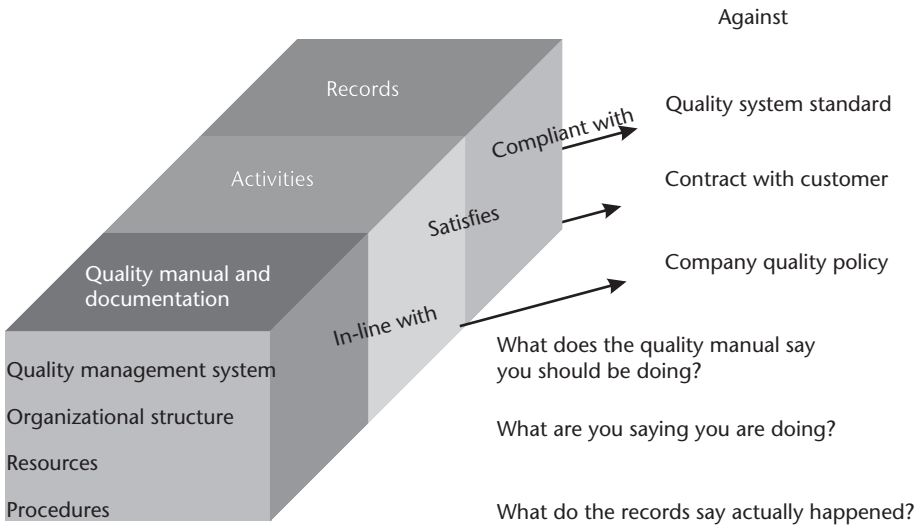 Against
Records
Compliant with
Quality system standard
Activities
Satisfies
Contract with customer
Quality manual and
documentation
In-line with
Company quality policy
Quality management system
Organizational structure
Resources
Procedures
What does the quality manual say
you should be doing?
What are you saying you are doing?
What do the records say actually happened?